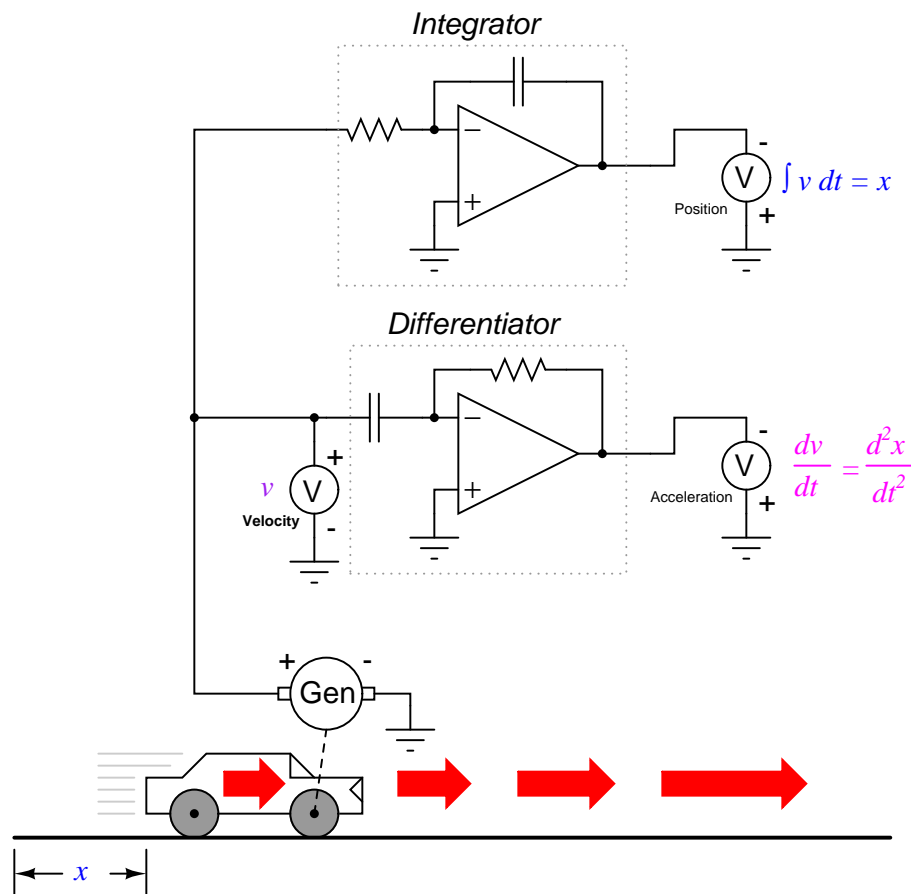 Integrator
−
+
-
V
+
Position
∫ v dt = x
Differentiator
−
+
-
V
+
Acceleration
dv/dt = d²x/dt²
+
v
V
Velocity
-
+
-
Gen
x